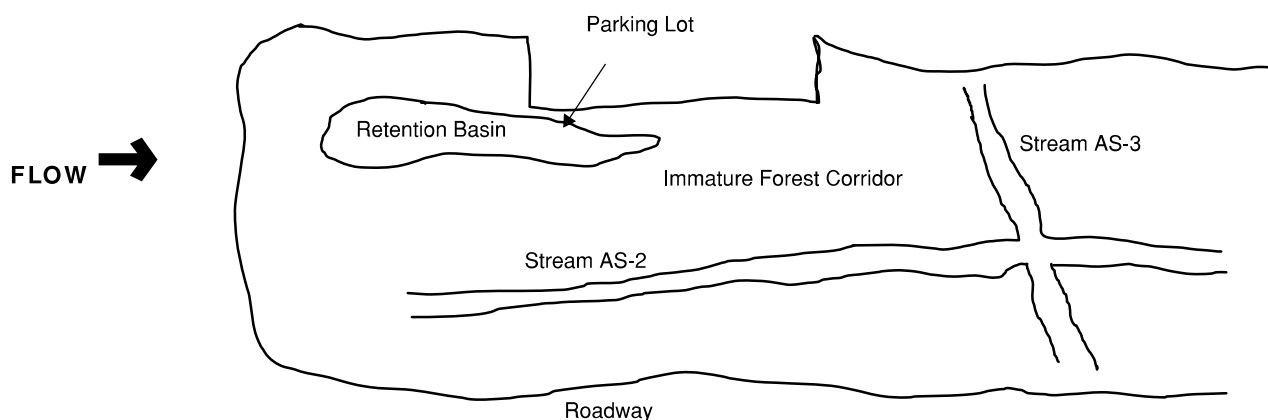 Parking Lot
Retention Basin
Stream AS-3
FLOW
Immature Forest Corridor
Stream AS-2
Roadway